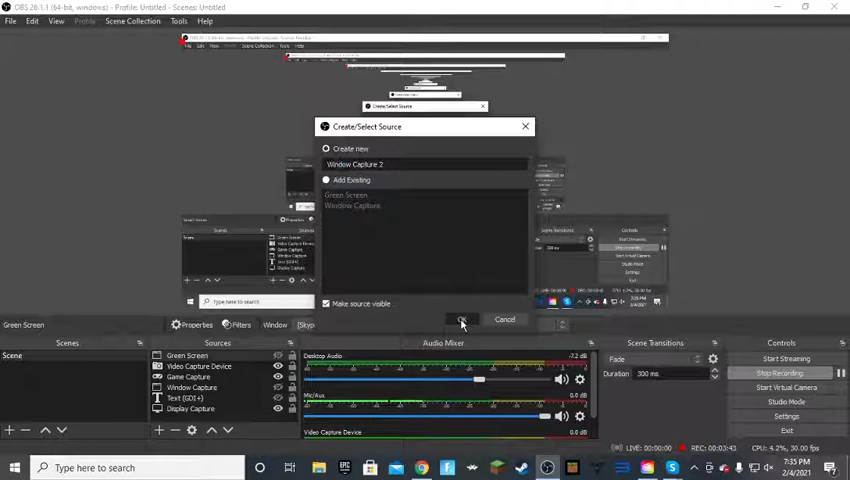 OBS 26.1.1 (64-bit, windows) - Profile: Untitled - Scenes: Untitled
File Edit View Profile Scene Collection Tools Help
Create/Select Source
Create/Select Source
Create new
Window Capture 2
Add Existing
Green Screen
Window Capture
Make source visible
OK Cancel
Green Screen Properties Filters Window [Skyp
Scenes Sources Audio Mixer Scene Transitions Controls
Scene
Green Screen
Video Capture Device
Game Capture
Window Capture
Text (GDI+)
Display Capture
Desktop Audio -7.2 dB
Mic/Aux 0.0 dB
Video Capture Device 0.0 dB
Fade
Duration 300 ms
Start Streaming
Stop Recording
Start Virtual Camera
Studio Mode
Settings
Exit
LIVE: 00:00:00 REC: 00:03:43 CPU: 4.2%, 30.00 fps
Type here to search
EPIC
7:35 PM
2/4/2021